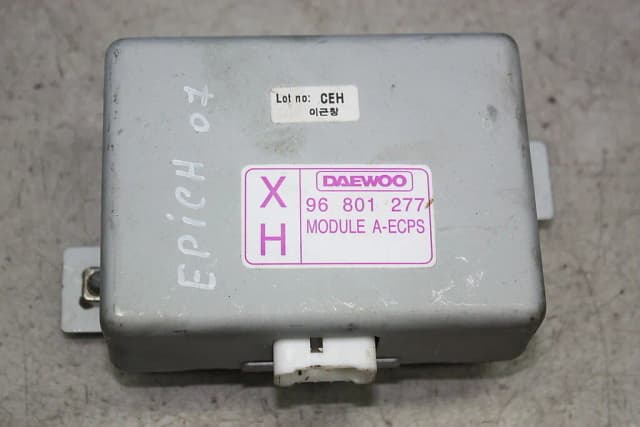 Lot no: CEH
이근창
X
H
DAEWOO
96 801 277
MODULE A-ECPS
EPiCH 07